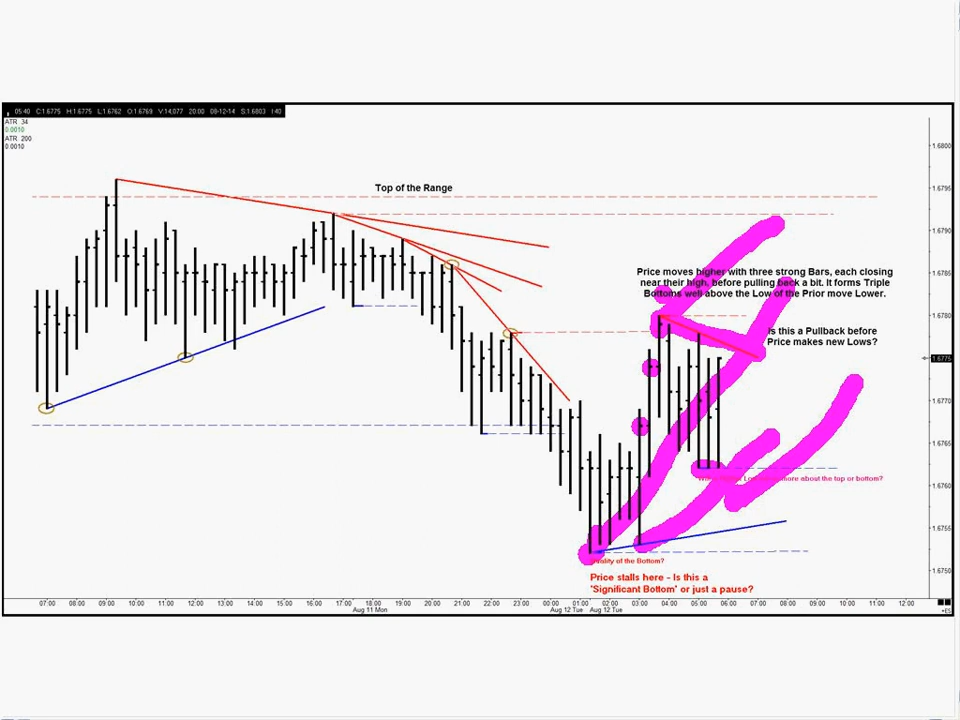 05:40 C:1.6775 H:1.6775 L:1.6762 O:1.6769 V:14,077 20:00 08-12-14 S:1.6803 I:40
ATR 34
0.0010
ATR 200
0.0010
1.6800
Top of the Range
1.6795
1.6790
Price moves higher with three strong Bars, each closing
near their high, before pulling back a bit. It forms Triple
Bottoms well above the Low of the Prior move Lower.
1.6785
1.6780
Is this a Pullback before
Price makes new Lows?
1.6775
1.6770
1.6765
more about the top or bottom?
1.6760
1.6755
1.6750
of the Bottom?
Price stalls here - Is this a
'Significant Bottom' or just a pause?
07:00 08:00 09:00 10:00 11:00 12:00 13:00 14:00 15:00 16:00 17:00 18:00 19:00 20:00 21:00 22:00 23:00 00:00 01:00 02:00 03:00 04:00 05:00 06:00 07:00 08:00 09:00 10:00 11:00 12:00
Aug 11 Mon Aug 12 Tue Aug 12 Tue